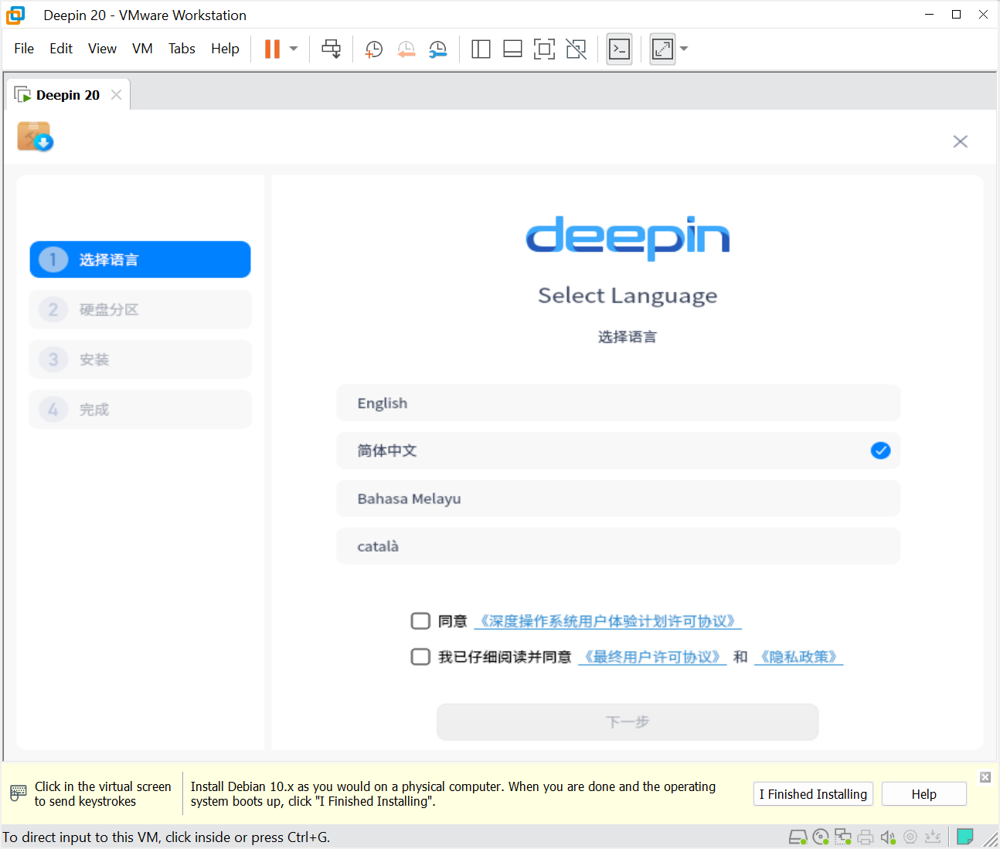 Deepin 20 - VMware Workstation
File Edit View VM Tabs Help
Deepin 20
deepin
Select Language
选择语言
1 选择语言
2 硬盘分区
3 安装
4 完成
English
简体中文
Bahasa Melayu
català
同意 《深度操作系统用户体验计划许可协议》
我已仔细阅读并同意 《最终用户许可协议》 和 《隐私政策》
下一步
Click in the virtual screen
to send keystrokes
Install Debian 10.x as you would on a physical computer. When you are done and the operating
system boots up, click "I Finished Installing".
I Finished Installing
Help
To direct input to this VM, click inside or press Ctrl+G.